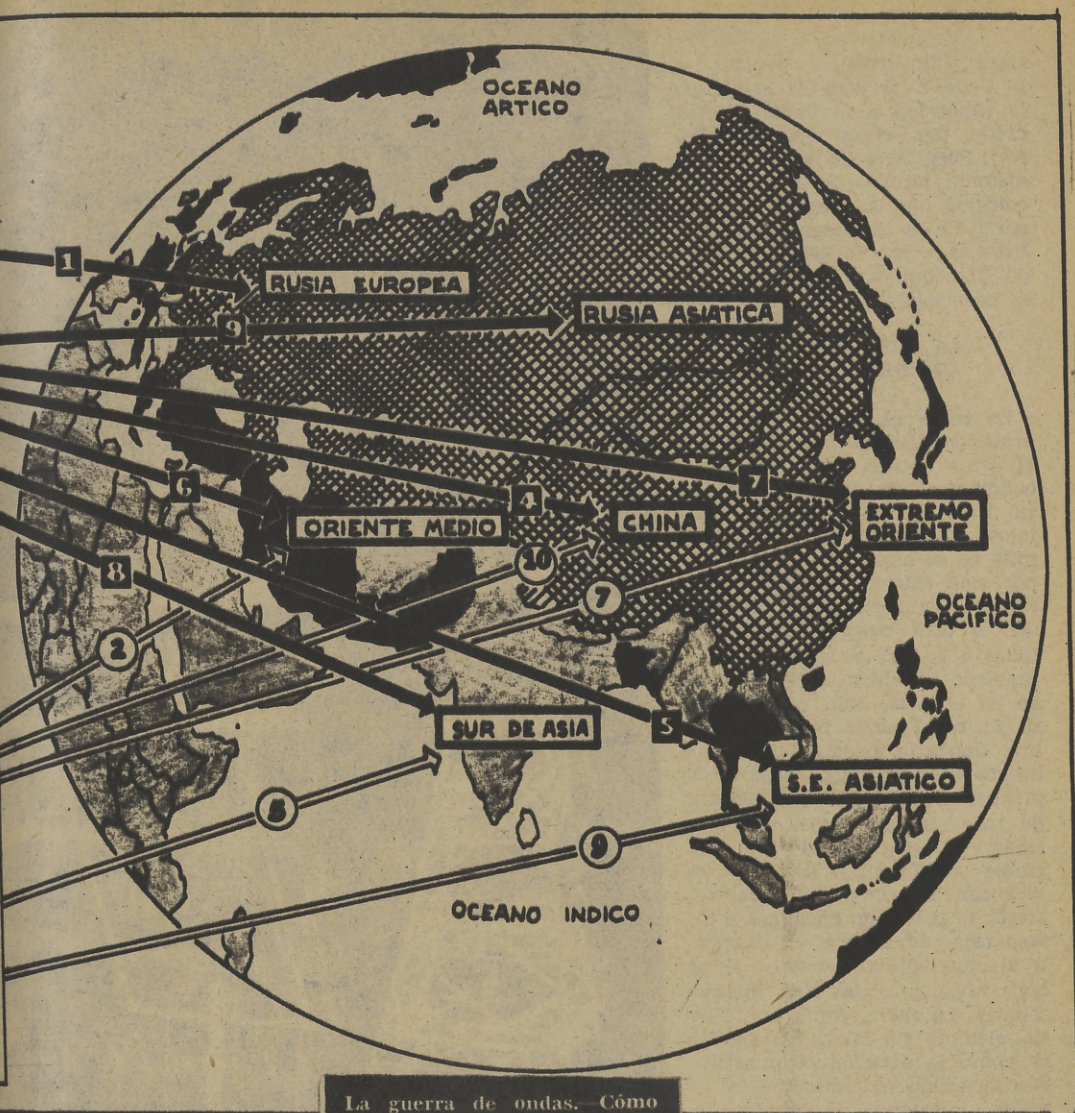 OCEANO
ARTICO
1
RUSIA EUROPEA
9
RUSIA ASIATICA
7
6
4
ORIENTE MEDIO
CHINA
EXTREMO
ORIENTE
10
8
7
OCEANO
PACIFICO
2
SUR DE ASIA
5
S.E. ASIATICO
8
9
OCEANO INDICO
La guerra de ondas.—Cómo